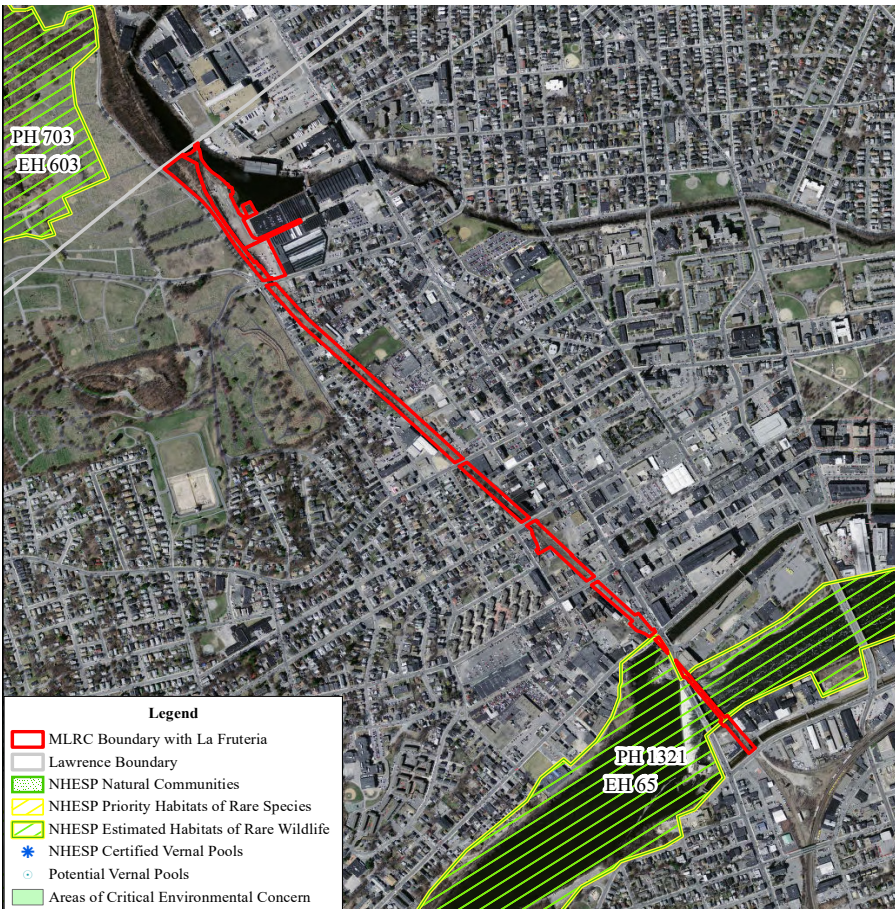 PH 703
EH 603
PH 1321
EH 65
Legend
MLRC Boundary with La Fruteria
Lawrence Boundary
NHESP Natural Communities
NHESP Priority Habitats of Rare Species
NHESP Estimated Habitats of Rare Wildlife
NHESP Certified Vernal Pools
Potential Vernal Pools
Areas of Critical Environmental Concern